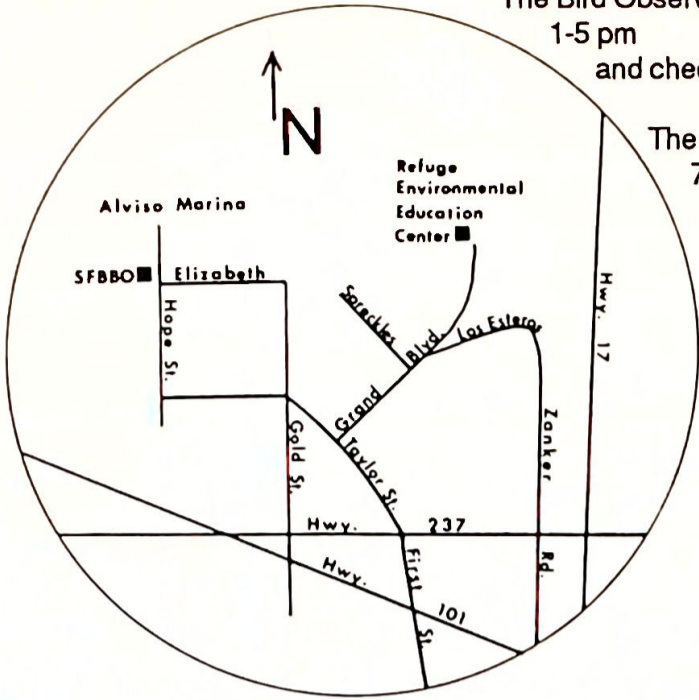 The Bird Observ
1-5 pm
and chec
The
7
N
Alviso Marina
Refuge
Environmental
Education
Center
SFBBO
Elizabeth
Hope St.
Spreckles
Blvd.
Los Esteros
Hwy. 17
Grand
Taylor St.
Gold St.
Zanker Rd.
Hwy. 237
First St.
Hwy. 101